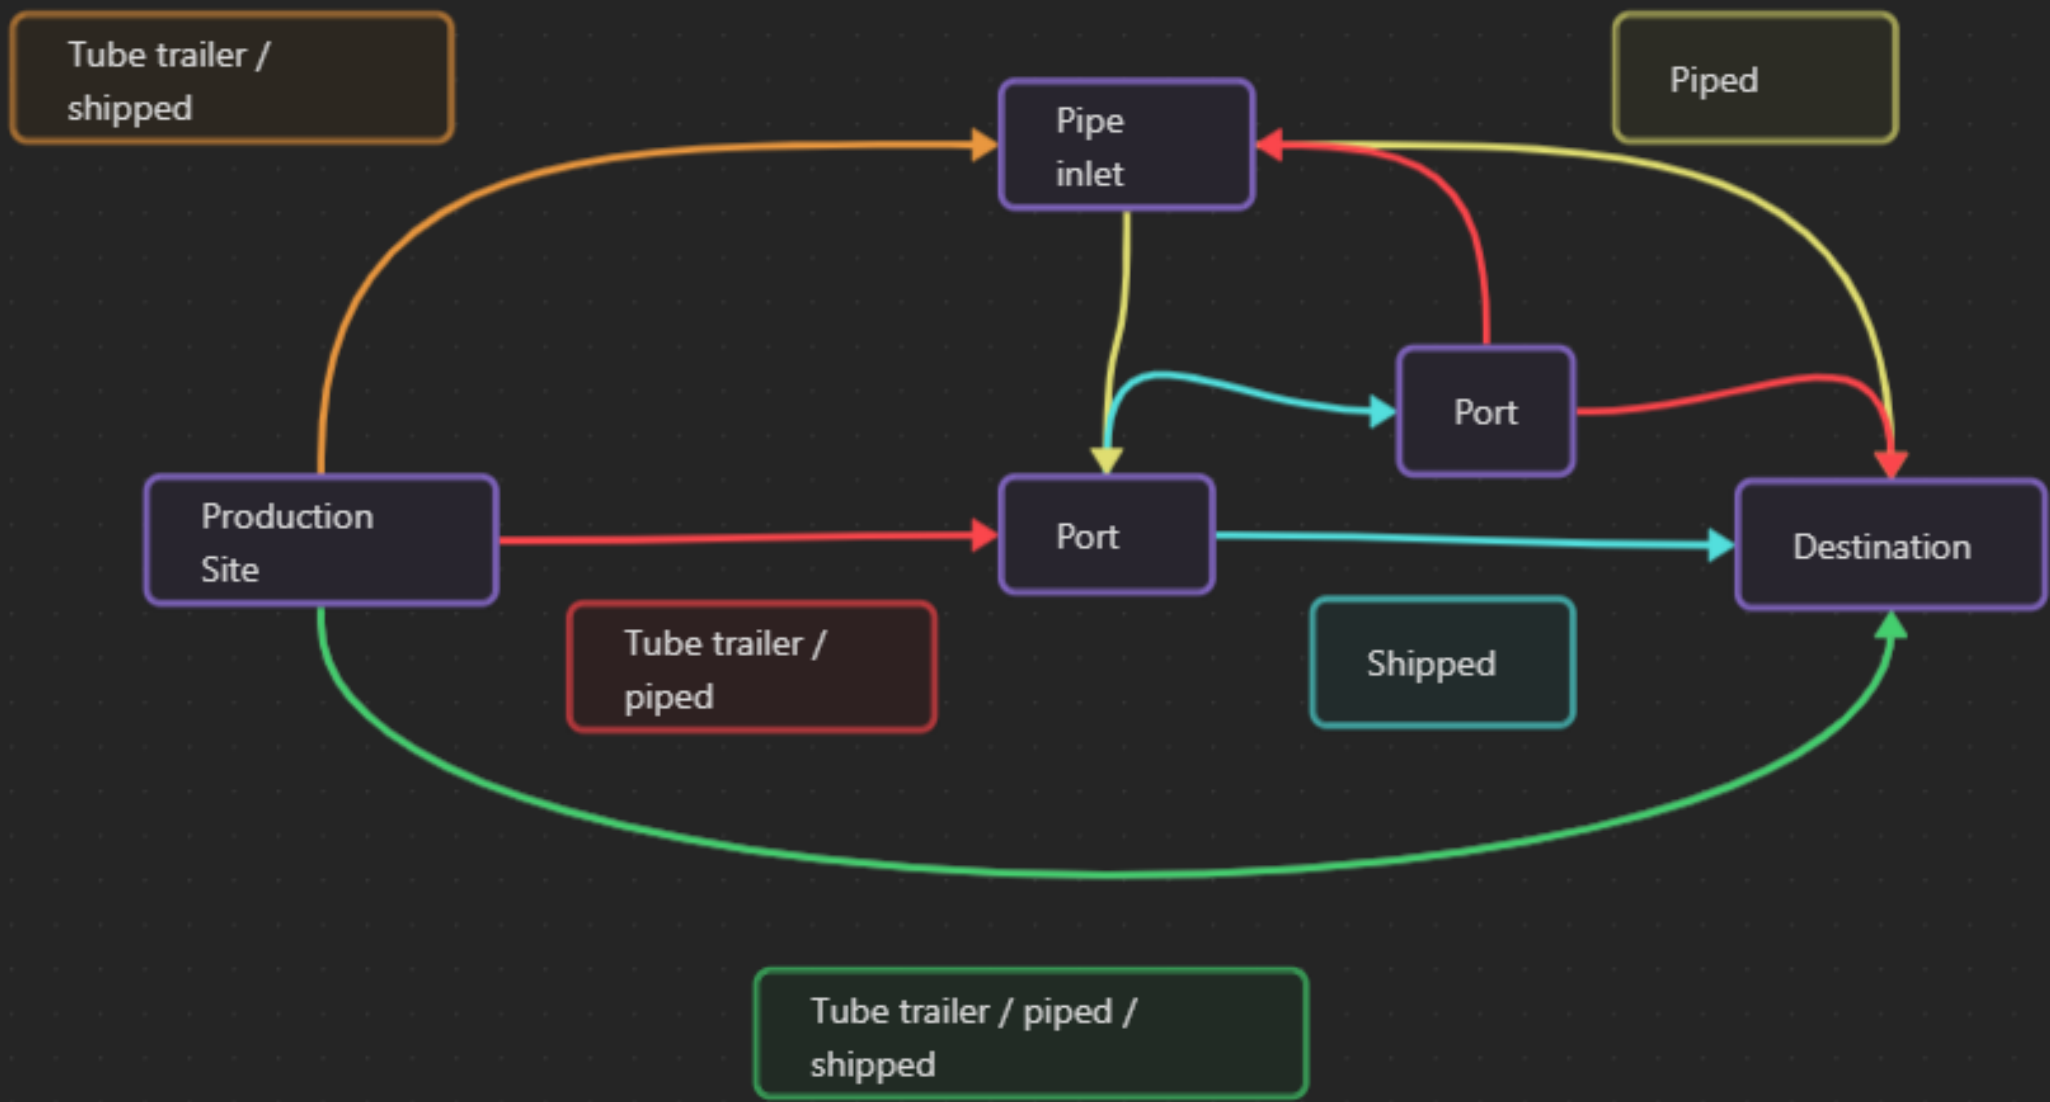 Tube trailer /
shipped
Piped
Pipe
inlet
Port
Production
Site
Port
Destination
Tube trailer /
piped
Shipped
Tube trailer / piped /
shipped